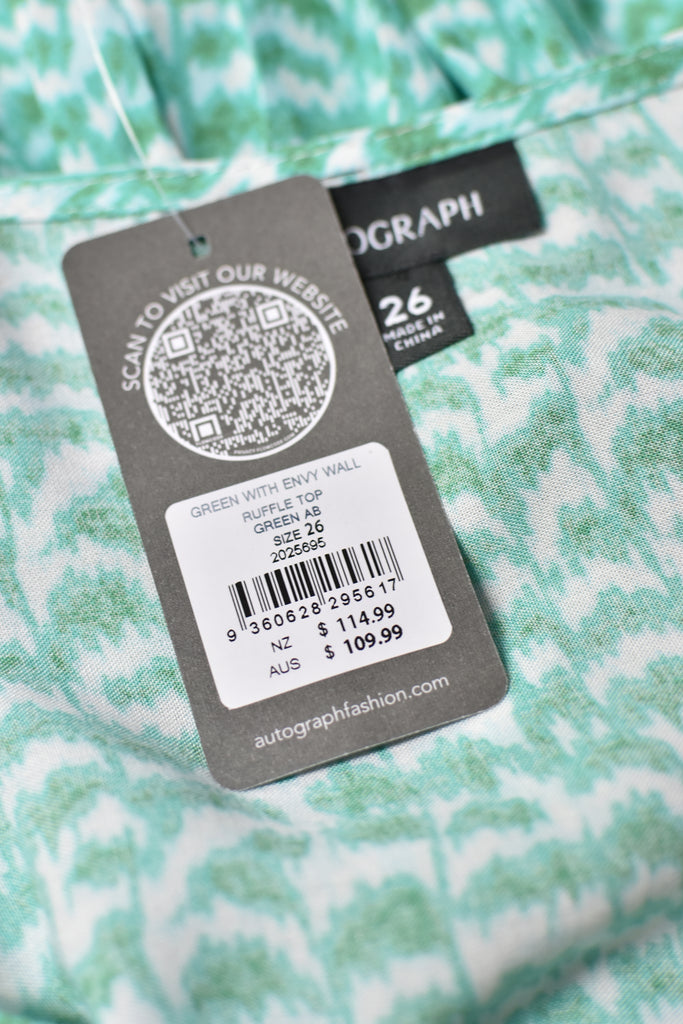 OGRAPH
26
MADE IN
CHINA
SCAN TO VISIT OUR WEBSITE
GREEN WITH ENVY WALL
RUFFLE TOP
GREEN AB
SIZE 26
2025695
9 360628 295617
NZ $ 114.99
AUS $ 109.99
autographfashion.com